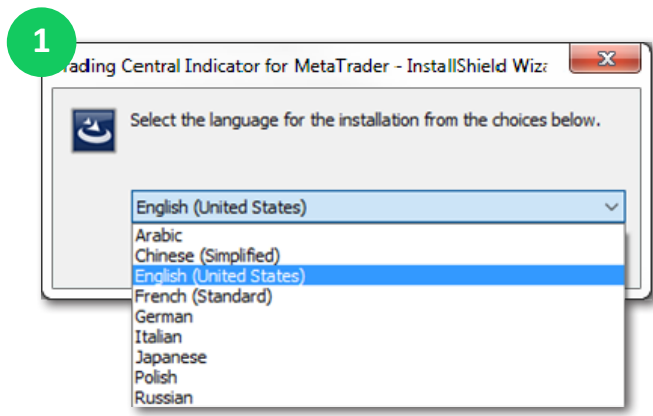 1
ading Central Indicator for MetaTrader - InstallShield Wiza
x
Select the language for the installation from the choices below.
English (United States)
Arabic
Chinese (Simplified)
English (United States)
French (Standard)
German
Italian
Japanese
Polish
Russian